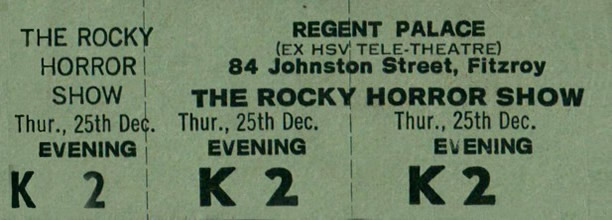 THE ROCKY
HORROR
SHOW
Thur., 25th Dec.
EVENING
K 2
REGENT PALACE
(EX HSV TELE-THEATRE)
84 Johnston Street, Fitzroy
THE ROCKY HORROR SHOW
Thur., 25th Dec. Thur., 25th Dec.
EVENING EVENING
K 2 K 2